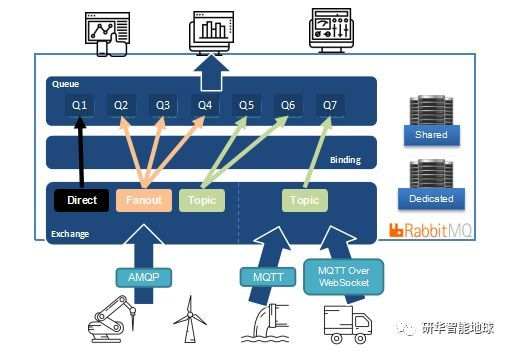 Queue
Q1 Q2 Q3 Q4 Q5 Q6 Q7
Shared
Binding
Direct Fanout Topic Topic
Dedicated
Exchange
RabbitMQ
AMQP MQTT MQTT Over
WebSocket
研华智能地球